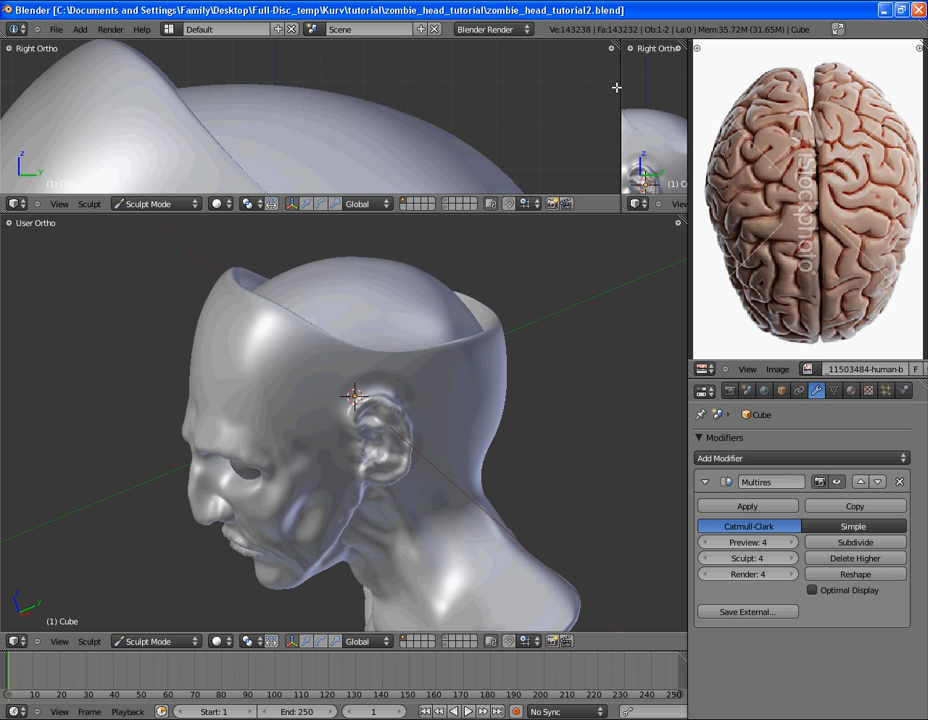 Blender [C:\Documents and Settings\Family\Desktop\Full-Disc_temp\Kurv\tutorial\zombie_head_tutorial\zombie_head_tutorial2.blend]
File Add Render Help Default Scene Blender Render Ve:143238 | Fa:143232 | Ob:1-2 | La:0 | Mem:35.72M (31.65M) | Cube
Right Ortho
z
y
(1) C
View Sculpt Sculpt Mode Global
Right Ortho
z
(1) C
View
iStockphoto
View Image _11503484-human-b F
User Ortho
z
y
(1) Cube
View Sculpt Sculpt Mode Global
Cube
Modifiers
Add Modifier
Multires
Apply Copy
Catmull-Clark Simple
Preview: 4 Subdivide
Sculpt: 4 Delete Higher
Render: 4 Reshape
Optimal Display
Save External...
0 10 20 30 40 50 60 70 80 90 100 110 120 130 140 150 160 170 180 190 200 210 220 230 240 250
View Frame Playback Start: 1 End: 250 1 No Sync